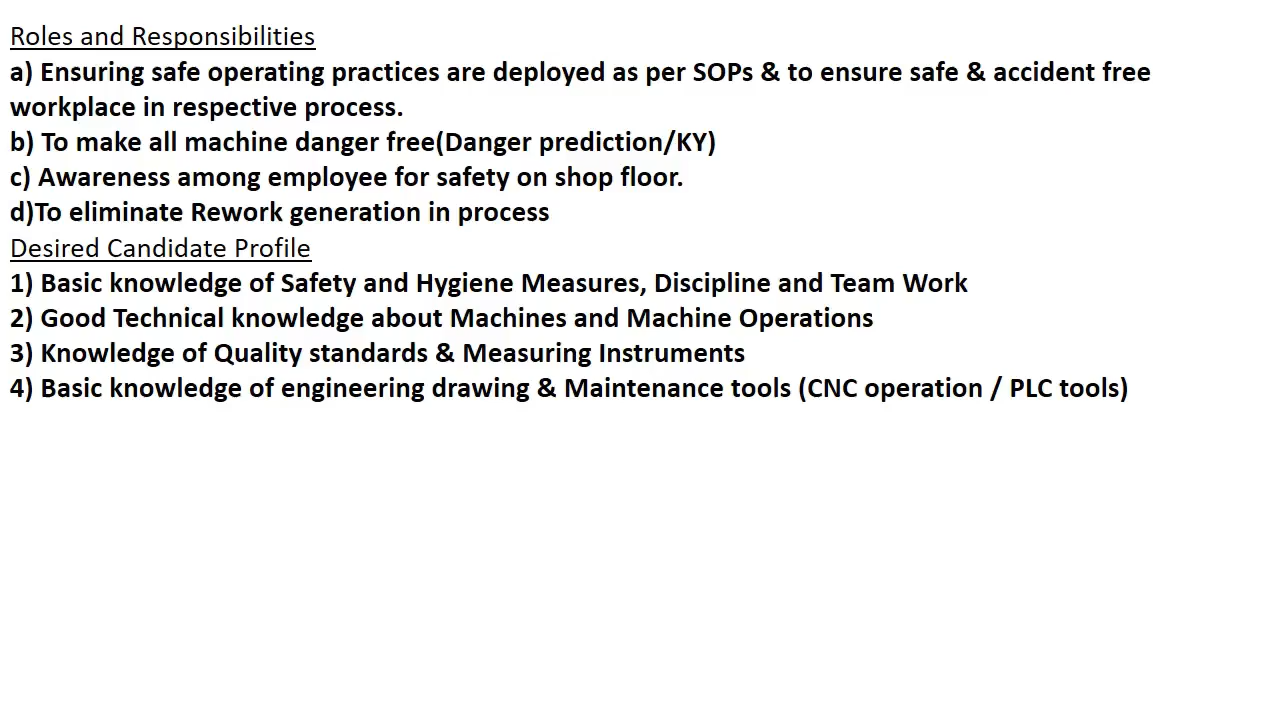 Roles and Responsibilities
a) Ensuring safe operating practices are deployed as per SOPs & to ensure safe & accident free
workplace in respective process.
b) To make all machine danger free(Danger prediction/KY)
c) Awareness among employee for safety on shop floor.
d)To eliminate Rework generation in process
Desired Candidate Profile
1) Basic knowledge of Safety and Hygiene Measures, Discipline and Team Work
2) Good Technical knowledge about Machines and Machine Operations
3) Knowledge of Quality standards & Measuring Instruments
4) Basic knowledge of engineering drawing & Maintenance tools (CNC operation / PLC tools)